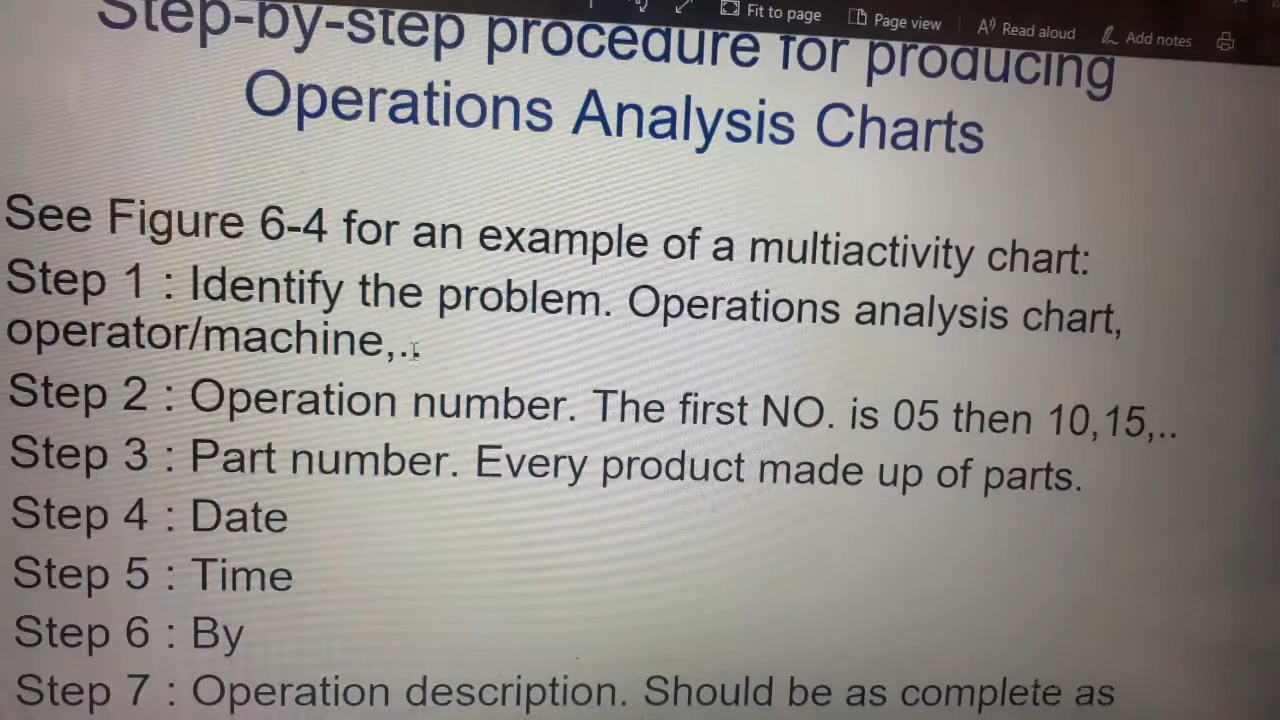 Fit to page Page view Read aloud Add notes
Step-by-step procedure for producing
Operations Analysis Charts
See Figure 6-4 for an example of a multiactivity chart:
Step 1 : Identify the problem. Operations analysis chart,
operator/machine,..
Step 2 : Operation number. The first NO. is 05 then 10,15,..
Step 3 : Part number. Every product made up of parts.
Step 4 : Date
Step 5 : Time
Step 6 : By
Step 7 : Operation description. Should be as complete as